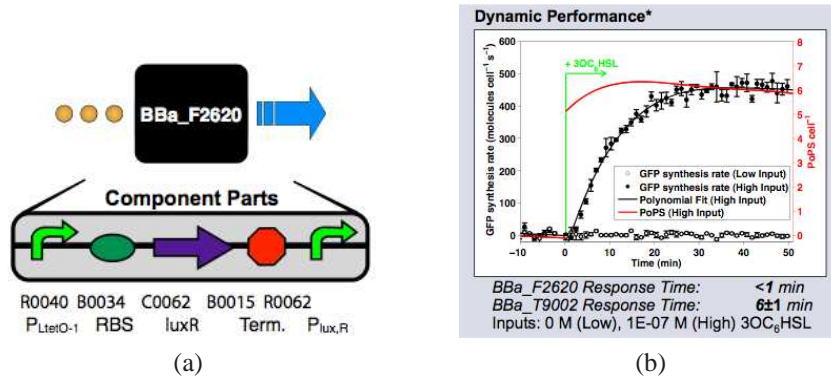 BBa_F2620
Component Parts
R0040 B0034 C0062 B0015 R0062
PLtetO-1 RBS luxR Term. Plux,R
(a)
Dynamic Performance*
600
500
400
300
200
100
0
GFP synthesis rate (molecules cell⁻¹ s⁻¹)
+ 3OC6HSL
8
7
6
5
4
3
2
1
0
PoPS cell⁻¹
GFP synthesis rate (Low Input)
GFP synthesis rate (High Input)
Polynomial Fit (High Input)
PoPS (High Input)
−10 0 10 20 30 40 50
Time (min)
BBa_F2620 Response Time: <1 min
BBa_T9002 Response Time: 6±1 min
Inputs: 0 M (Low), 1E-07 M (High) 3OC₆HSL
(b)